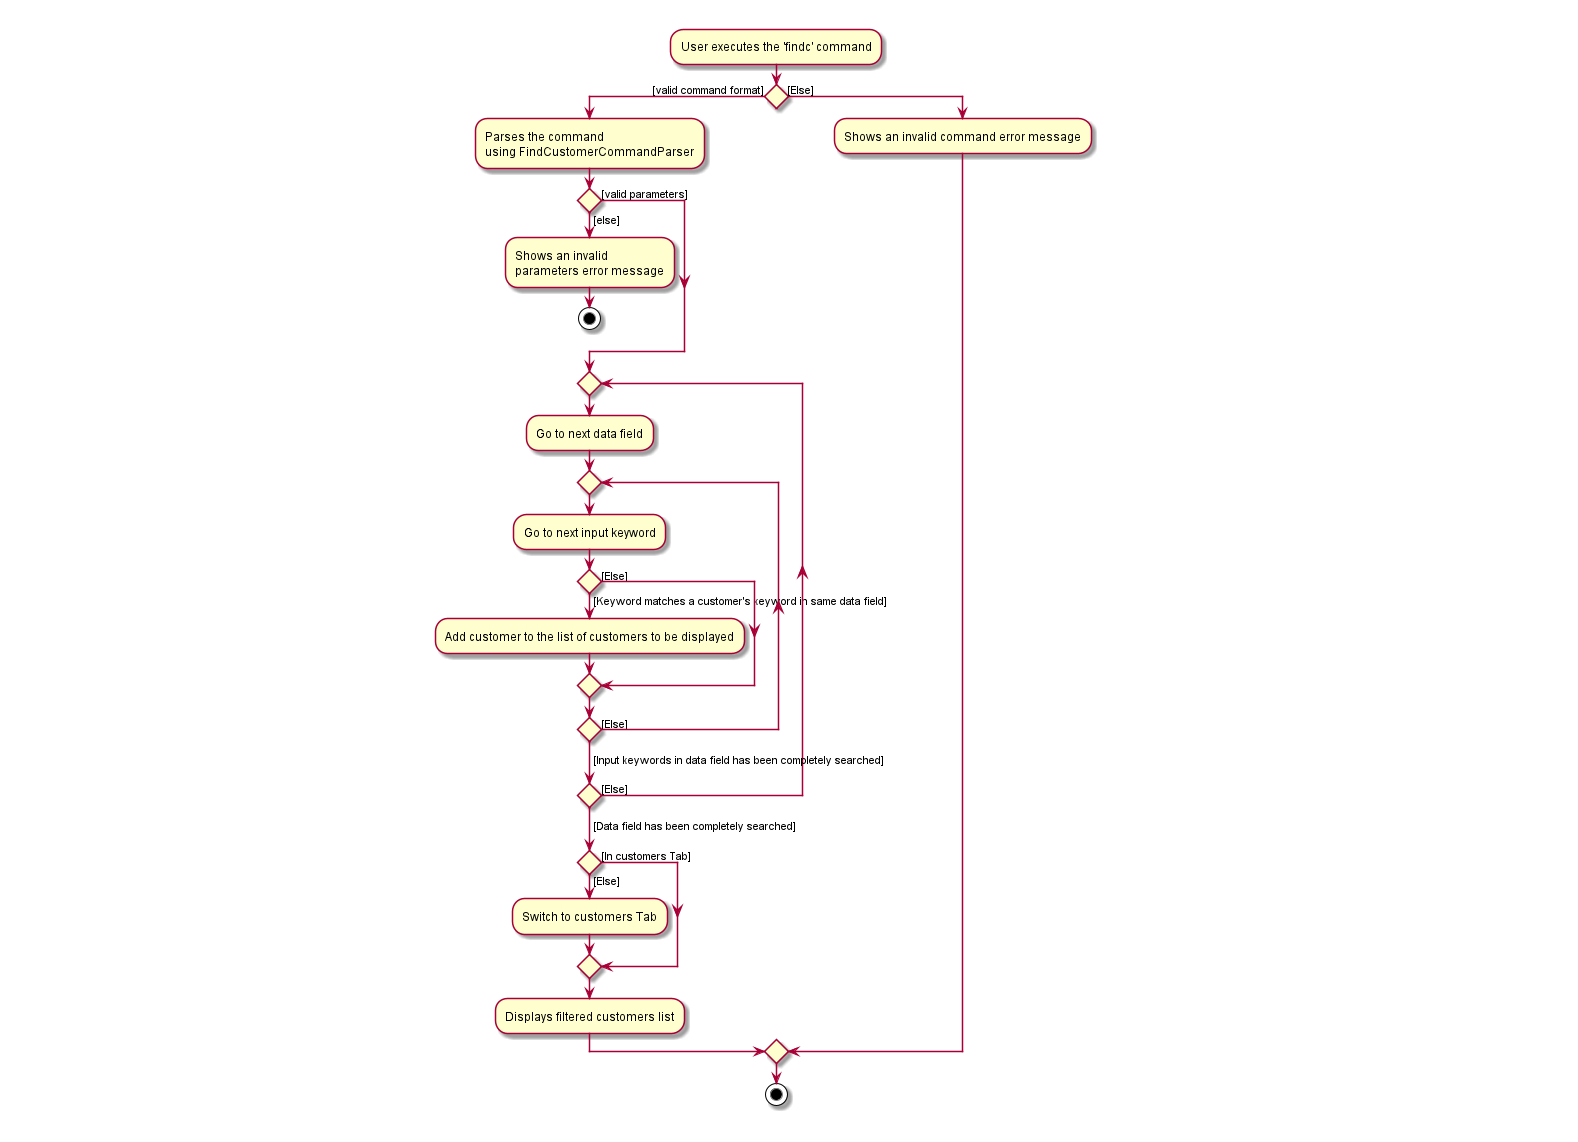 User executes the 'findc' command
[valid command format]
[Else]
Parses the command
using FindCustomerCommandParser
Shows an invalid command error message
[valid parameters]
[else]
Shows an invalid
parameters error message
Go to next data field
Go to next input keyword
[Else]
[Keyword matches a customer's keyword in same data field]
Add customer to the list of customers to be displayed
[Else]
[Input keywords in data field has been completely searched]
[Else]
[Data field has been completely searched]
[In customers Tab]
[Else]
Switch to customers Tab
Displays filtered customers list